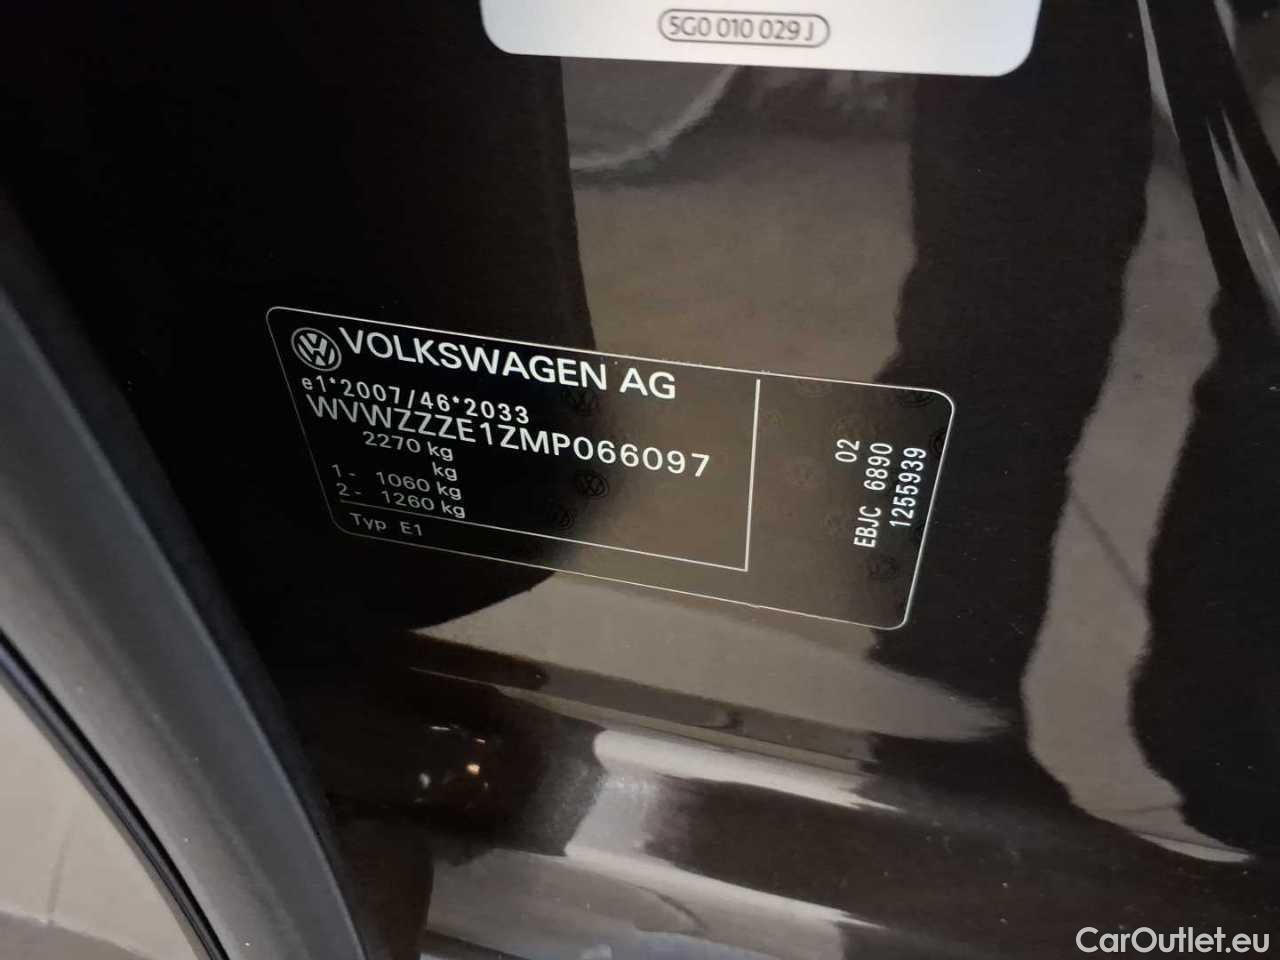 5G0 010 029 J
VOLKSWAGEN AG
e1*2007/46*2033
WVWZZZE1ZMP066097
2270 kg
kg
1- 1060 kg
2- 1260 kg
Typ E1
02
EBJC 6890
1255939
CarOutlet.eu